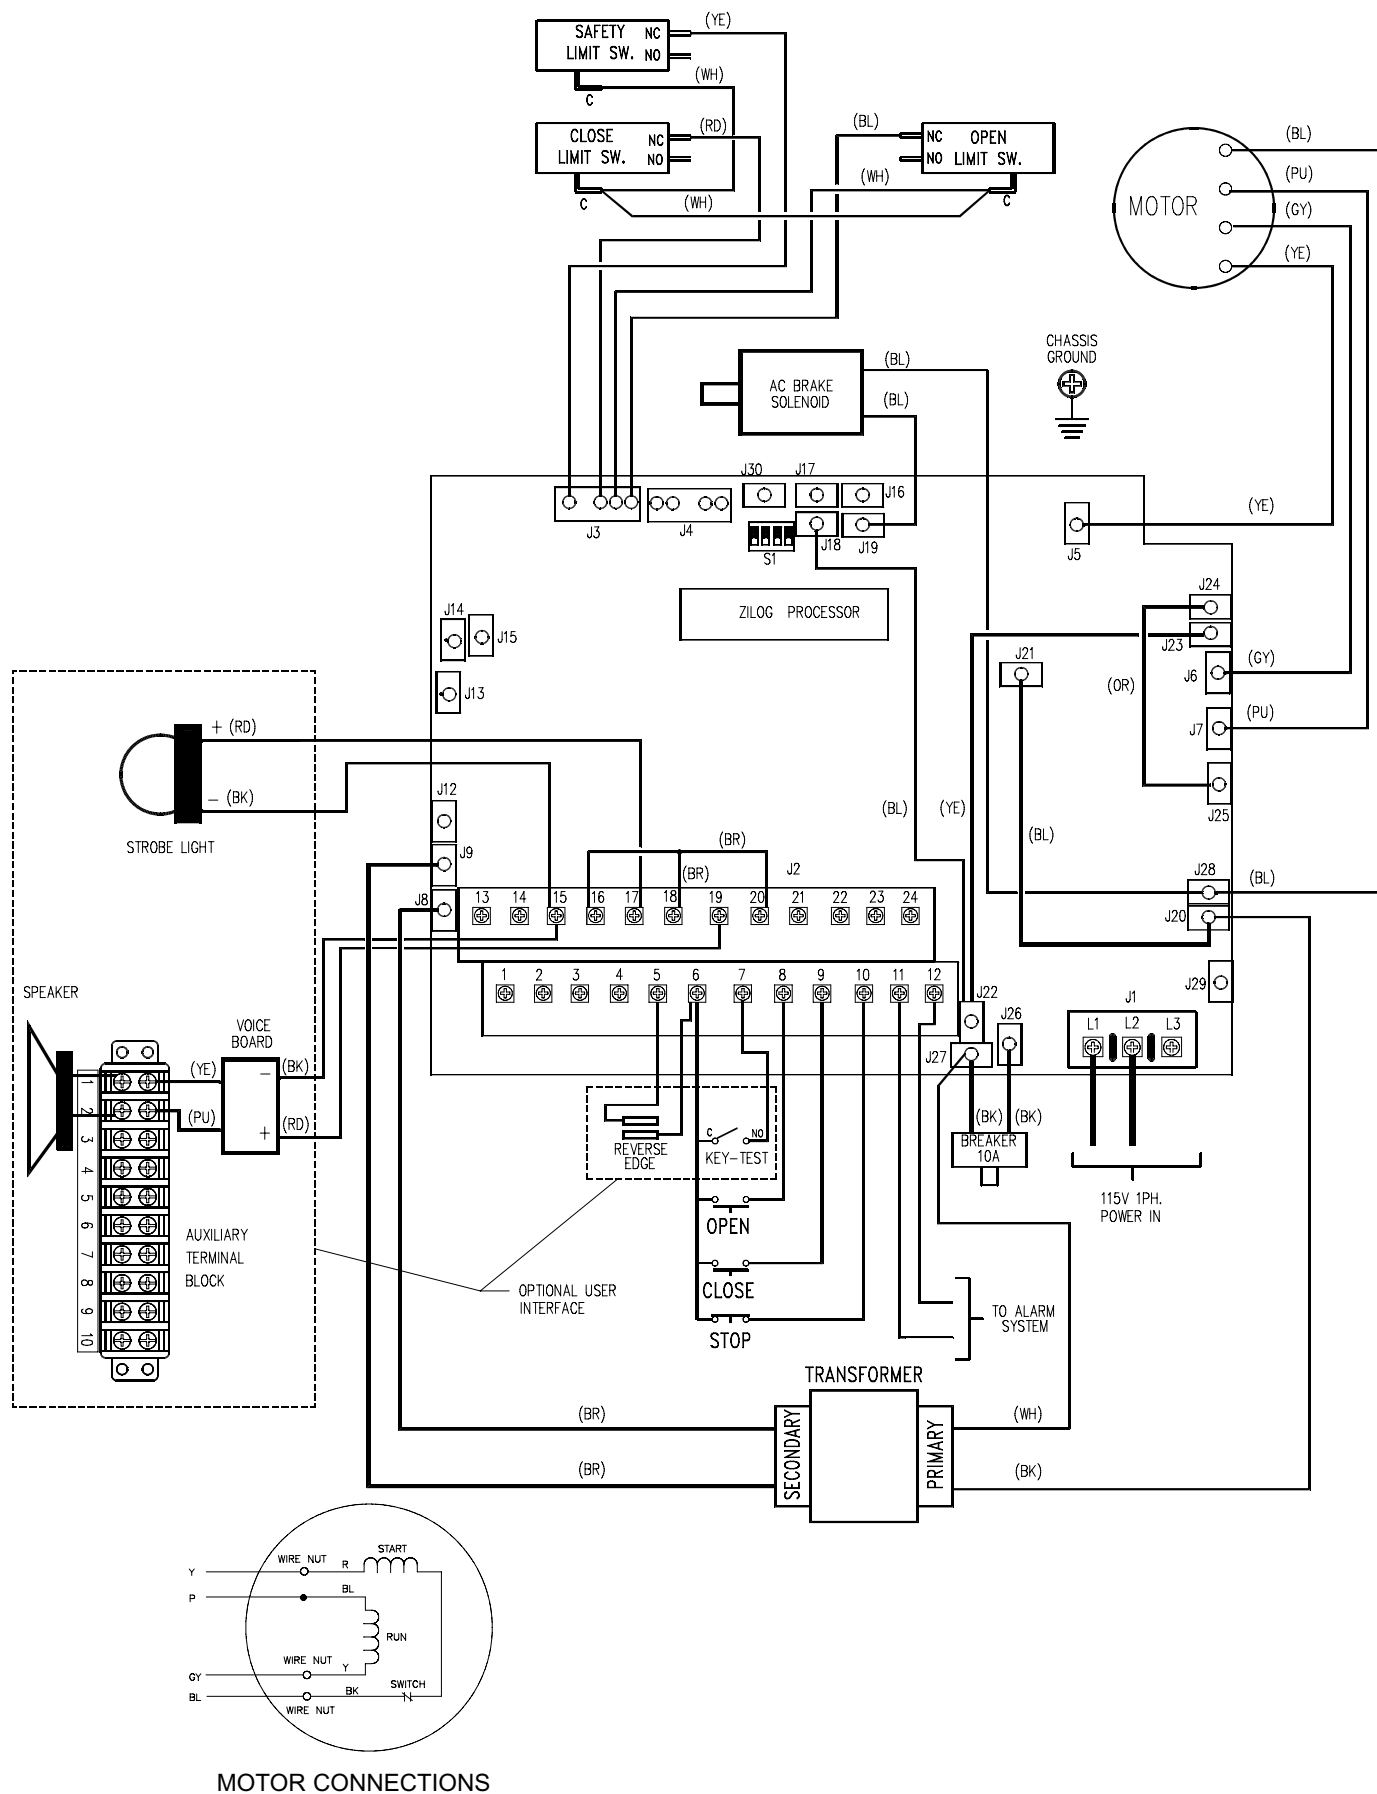 SAFETY NC
LIMIT SW. NO
(YE)
(WH)
C
CLOSE NC
LIMIT SW. NO
(RD)
(WH)
C
(BL)
NC OPEN
NO LIMIT SW.
(WH)
C
MOTOR
(BL)
(PU)
(GY)
(YE)
CHASSIS
GROUND
AC BRAKE
SOLENOID
(BL)
(BL)
J30
J17
J16
J3
J4
S1
J18
J19
J5
(YE)
ZILOG PROCESSOR
J14
J15
J13
J24
J23
J21
(OR)
J6
(GY)
J7
(PU)
J25
+ (RD)
- (BK)
STROBE LIGHT
J12
J9
J8
(BL)
(YE)
(BL)
(BR)
(BR)
J2
J28
(BL)
J20
13 14 15 16 17 18 19 20 21 22 23 24
1 2 3 4 5 6 7 8 9 10 11 12
J22
J26
J27
J29
J1
L1 L2 L3
SPEAKER
VOICE
BOARD
(YE)
(PU)
-
+
(BK)
(RD)
1
2
3
4
5
6
7
8
9
10
AUXILIARY
TERMINAL
BLOCK
REVERSE
EDGE
C NO
KEY-TEST
(BK) (BK)
BREAKER
10A
115V 1PH.
POWER IN
OPEN
CLOSE
STOP
OPTIONAL USER
INTERFACE
TO ALARM
SYSTEM
TRANSFORMER
SECONDARY
PRIMARY
(BR)
(BR)
(WH)
(BK)
Y
WIRE NUT
R
START
P
BL
RUN
GY
WIRE NUT
Y
BL
BK
SWITCH
WIRE NUT
MOTOR CONNECTIONS